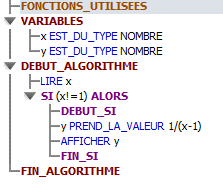 FONCTIONS_UTILISEES
VARIABLES
x EST_DU_TYPE NOMBRE
y EST_DU_TYPE NOMBRE
DEBUT_ALGORITHME
LIRE x
SI (x!=1) ALORS
DEBUT_SI
y PREND_LA_VALEUR 1/(x-1)
AFFICHER y
FIN_SI
FIN_ALGORITHME